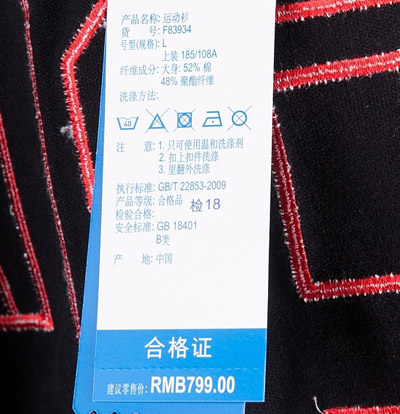 产品名称: 运动衫
货　号: F83934
号型(规格): L
上装 185/108A
纤维成分: 大身: 52% 棉
48% 聚酯纤维
洗涤方法:
40
注　意: 1. 只可使用温和洗涤剂
2. 扣上扣件洗涤
3. 里翻外洗涤
执行标准: GB/T 22853-2009
产品等级: 合格品
检验合格: 检18
安全标准: GB 18401
B类
产　地: 中国
合格证
建议零售价: RMB799.00